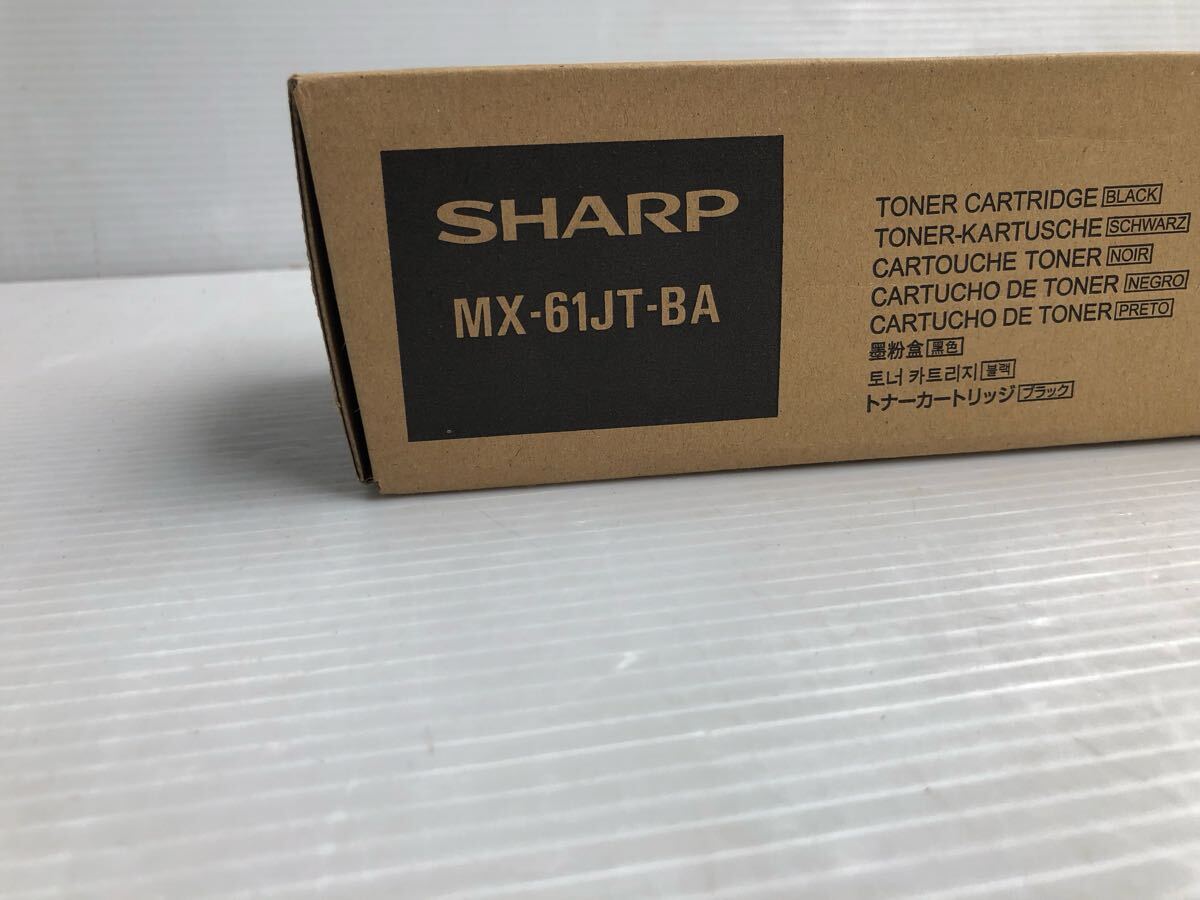 SHARP
MX-61JT-BA
TONER CARTRIDGE BLACK
TONER-KARTUSCHE SCHWARZ
CARTOUCHE TONER NOIR
CARTUCHO DE TONER NEGRO
CARTUCHO DE TONER PRETO
墨粉盒 黑色
토너 카트리지 블랙
トナーカートリッジ ブラック